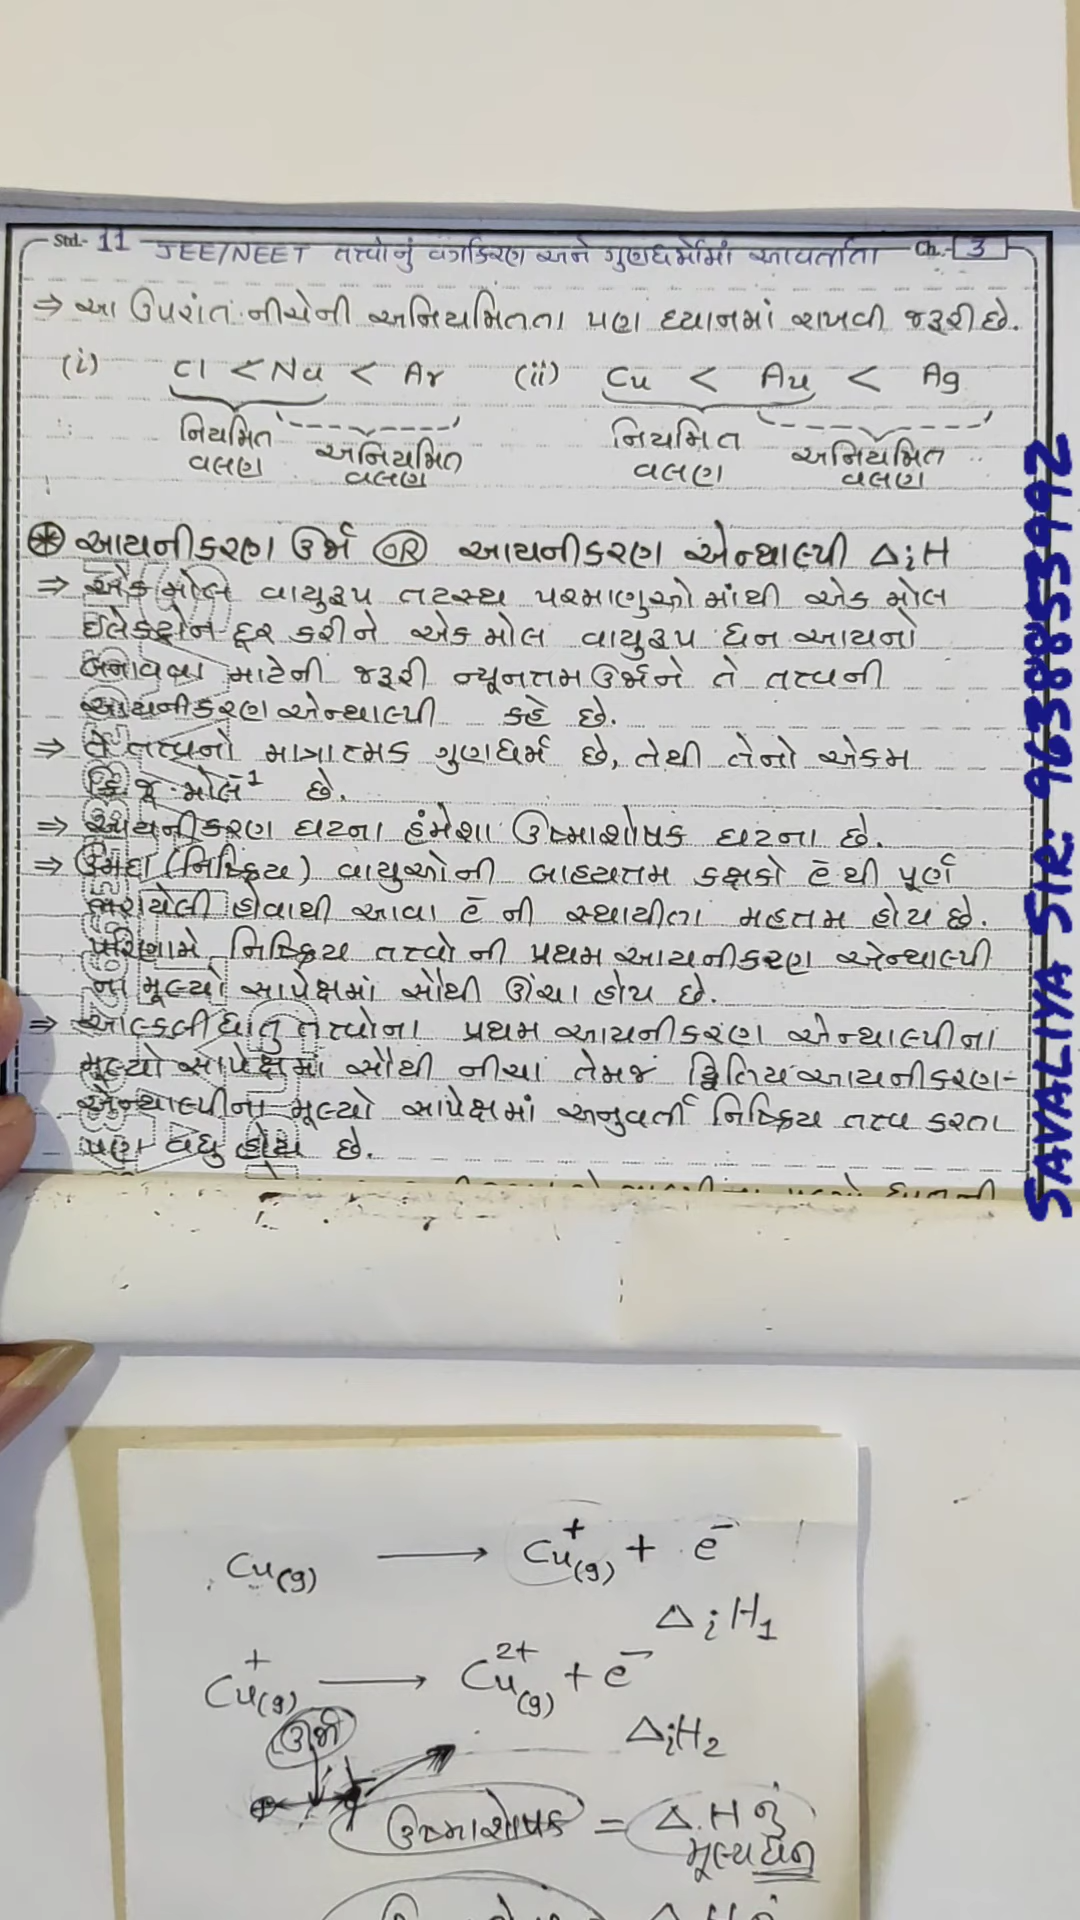 Std.- 11 JEE/NEET તત્ત્વોનું વર્ગીકરણ અને ગુણધર્મોમાં આવર્તીતા Ch.- 3
⇒ આ ઉપરાંત નીચેની અનિયમિતતા પણ ધ્યાનમાં રાખવી જરૂરી છે.
(i) Cl < Na < Ar (ii) Cu < Au < Ag
નિયમિત વલણ અનિયમિત વલણ નિયમિત વલણ અનિયમિત વલણ
⊛ આયનીકરણ ઉર્જા OR આયનીકરણ એન્થાલ્પી ΔiH
⇒ એક મોલ વાયુરૂપ તટસ્થ પરમાણુઓમાંથી એક મોલ
ઈલેક્ટ્રોન દૂર કરીને એક મોલ વાયુરૂપ ધન આયનો
બનાવવા માટેની જરૂરી ન્યૂનતમ ઉર્જાને તે તત્ત્વની
આયનીકરણ એન્થાલ્પી કહે છે.
⇒ તે તત્ત્વનો માત્રાત્મક ગુણધર્મ છે, તેથી તેનો એકમ
કિ.જૂ.મોલ⁻¹ છે.
⇒ આયનીકરણ ઘટના હંમેશા ઉષ્માશોષક ઘટના છે.
⇒ ઉમદા (નિષ્ક્રિય) વાયુઓની બાહ્યતમ કક્ષકો e̅ થી પૂર્ણ
ભરાયેલી હોવાથી આવા e̅ ની સ્થાયીતા મહતમ હોય છે.
પરિણામે નિષ્ક્રિય તત્ત્વો ની પ્રથમ આયનીકરણ એન્થાલ્પી
ના મૂલ્યો સાપેક્ષમાં સૌથી ઊંચા હોય છે.
⇒ આલ્કલી ધાતુ તત્ત્વોના પ્રથમ આયનીકરણ એન્થાલ્પીના
મૂલ્યો સાપેક્ષમાં સૌથી નીચા તેમજ દ્વિતિય આયનીકરણ-
એન્થાલ્પીના મૂલ્યો સાપેક્ષમાં અનુવર્તી નિષ્ક્રિય તત્ત્વ કરતા
પણ વધુ હોય છે.
SAVALIYA SIR: 9638853992
Cu(g) ⟶ Cu⁺(g) + e⁻
ΔiH₁
Cu⁺(g) ⟶ Cu²⁺(g) + e⁻
ઉર્જા ΔiH₂
ઉષ્માશોષક = Δ.H નું
મૂલ્ય ધન